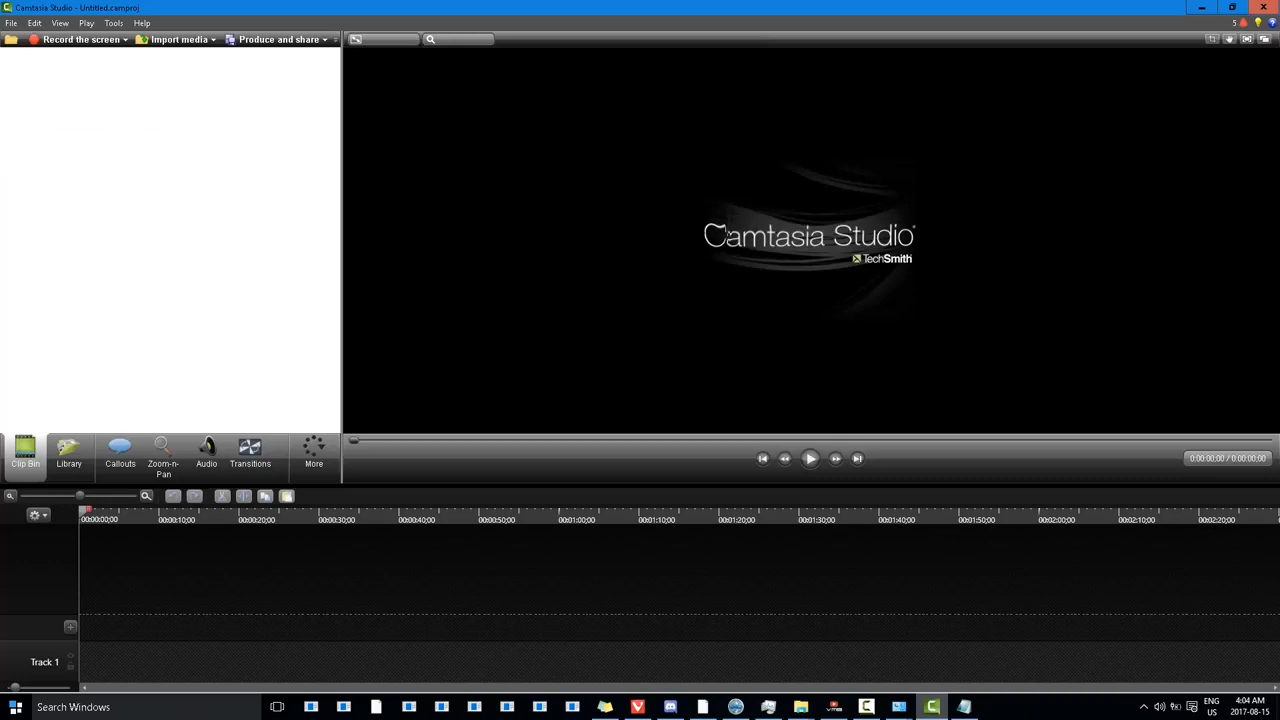 Camtasia Studio - Untitled.camproj
File Edit View Play Tools Help
5
Record the screen Import media Produce and share
Camtasia Studio®
TechSmith
Clip Bin Library Callouts Zoom-n-Pan Audio Transitions More
0:00:00;00 / 0:00:00;00
00:00:00;00 00:00:10;00 00:00:20;00 00:00:30;00 00:00:40;00 00:00:50;00 00:01:00;00 00:01:10;00 00:01:20;00 00:01:30;00 00:01:40;00 00:01:50;00 00:02:00;00 00:02:10;00 00:02:20;00
Track 1
Search Windows
ENG
US
4:04 AM
2017-08-15